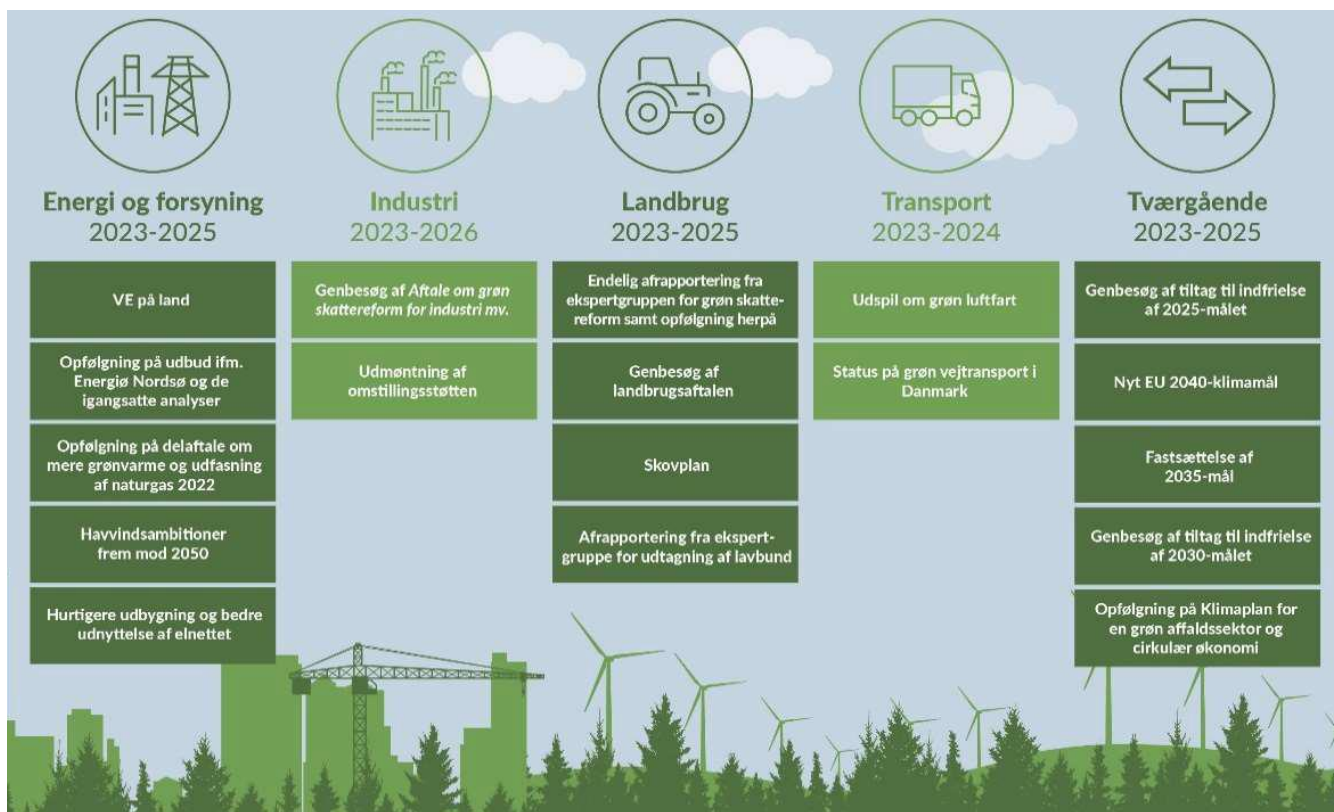 Energi og forsyning
2023-2025
VE på land
Opfølgning på udbud ifm.
Energiø Nordsø og de
igangsatte analyser
Opfølgning på delaftale om
mere grønvarme og udfasning
af naturgas 2022
Havvindsambitioner
frem mod 2050
Hurtigere udbygning og bedre
udnyttelse af elnettet
Industri
2023-2026
Genbesøg af Aftale om grøn
skattereform for industri mv.
Udmøntning af
omstillingsstøtten
Landbrug
2023-2025
Endelig afrapportering fra
ekspertgruppen for grøn skatte-
reform samt opfølgning herpå
Genbesøg af
landbrugsaftalen
Skovplan
Afrapportering fra ekspert-
gruppe for udtagning af lavbund
Transport
2023-2024
Udspil om grøn luftfart
Status på grøn vejtransport i
Danmark
Tværgående
2023-2025
Genbesøg af tiltag til indfrielse
af 2025-målet
Nyt EU 2040-klimamål
Fastsættelse af
2035-mål
Genbesøg af tiltag til indfrielse
af 2030-målet
Opfølgning på Klimaplan for
en grøn affaldssektor og
cirkulær økonomi